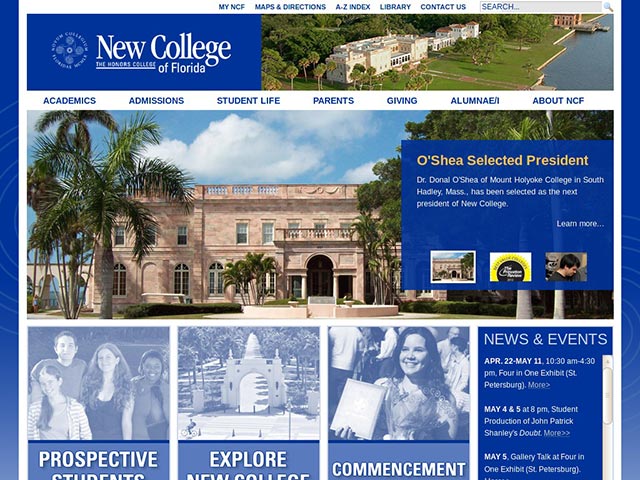 MY NCF MAPS & DIRECTIONS A-Z INDEX LIBRARY CONTACT US SEARCH...
New College
THE HONORS COLLEGE of Florida
ACADEMICS ADMISSIONS STUDENT LIFE PARENTS GIVING ALUMNAE/I ABOUT NCF
O'Shea Selected President
Dr. Donal O'Shea of Mount Holyoke College in South
Hadley, Mass., has been selected as the next
president of New College.
Learn more...
The
Princeton
Review
PROSPECTIVE
STUDENTS
EXPLORE
NEW COLLEGE
COMMENCEMENT
NEWS & EVENTS
APR. 22-MAY 11, 10:30 am-4:30
pm, Four in One Exhibit (St.
Petersburg). More>
MAY 4 & 5 at 8 pm, Student
Production of John Patrick
Shanley's Doubt. More>>
MAY 5, Gallery Talk at Four in
One Exhibit (St. Petersburg).